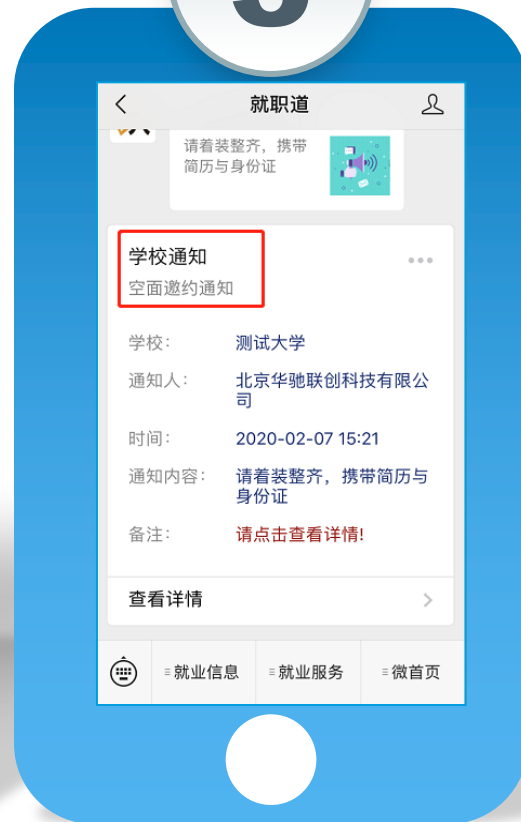 就职道
请着装整齐，携带
简历与身份证
学校通知
空面邀约通知
学校： 测试大学
通知人： 北京华驰联创科技有限公
司
时间： 2020-02-07 15:21
通知内容： 请着装整齐，携带简历与
身份证
备注： 请点击查看详情!
查看详情
就业信息 就业服务 微首页